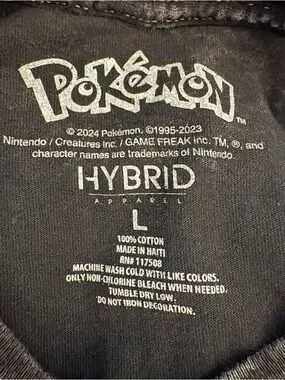 POKéMON™
© 2024 Pokémon. ©1995-2023
Nintendo / Creatures Inc. / GAME FREAK Inc. TM, ®, and
character names are trademarks of Nintendo.
HYBRID
APPAREL
L
100% COTTON
MADE IN HAITI
RN# 117508
MACHINE WASH COLD WITH LIKE COLORS.
ONLY NON-CHLORINE BLEACH WHEN NEEDED.
TUMBLE DRY LOW.
DO NOT IRON DECORATION.